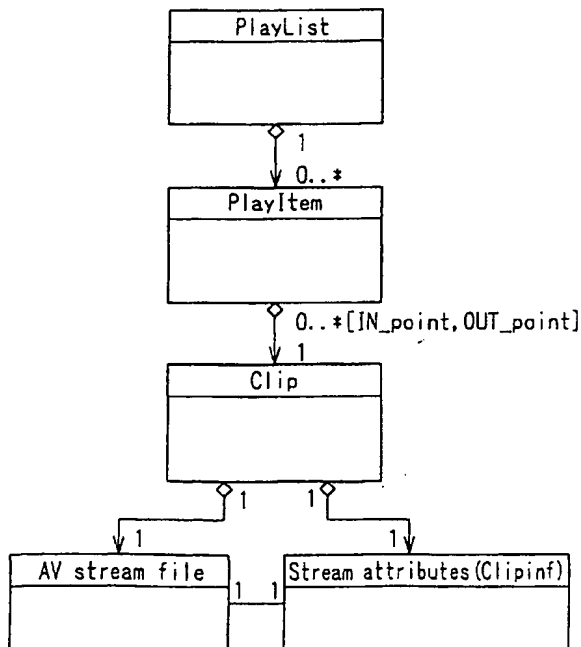 PlayList
1
0..*
PlayItem
0..*[IN_point,OUT_point]
1
Clip
1 1
1 1
AV stream file
Stream attributes(Clipinf)
1 1